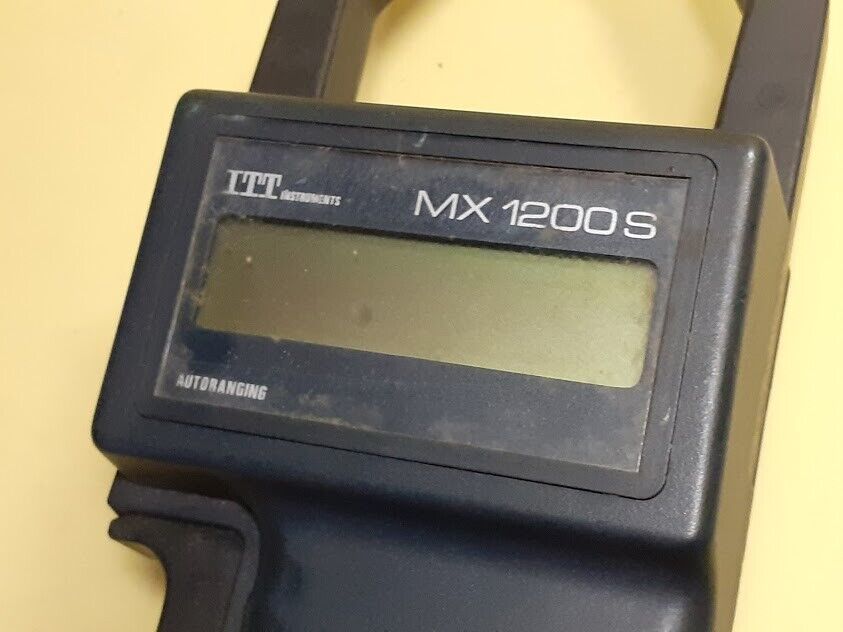 ITT INSTRUMENTS
MX 1200 S
AUTORANGING